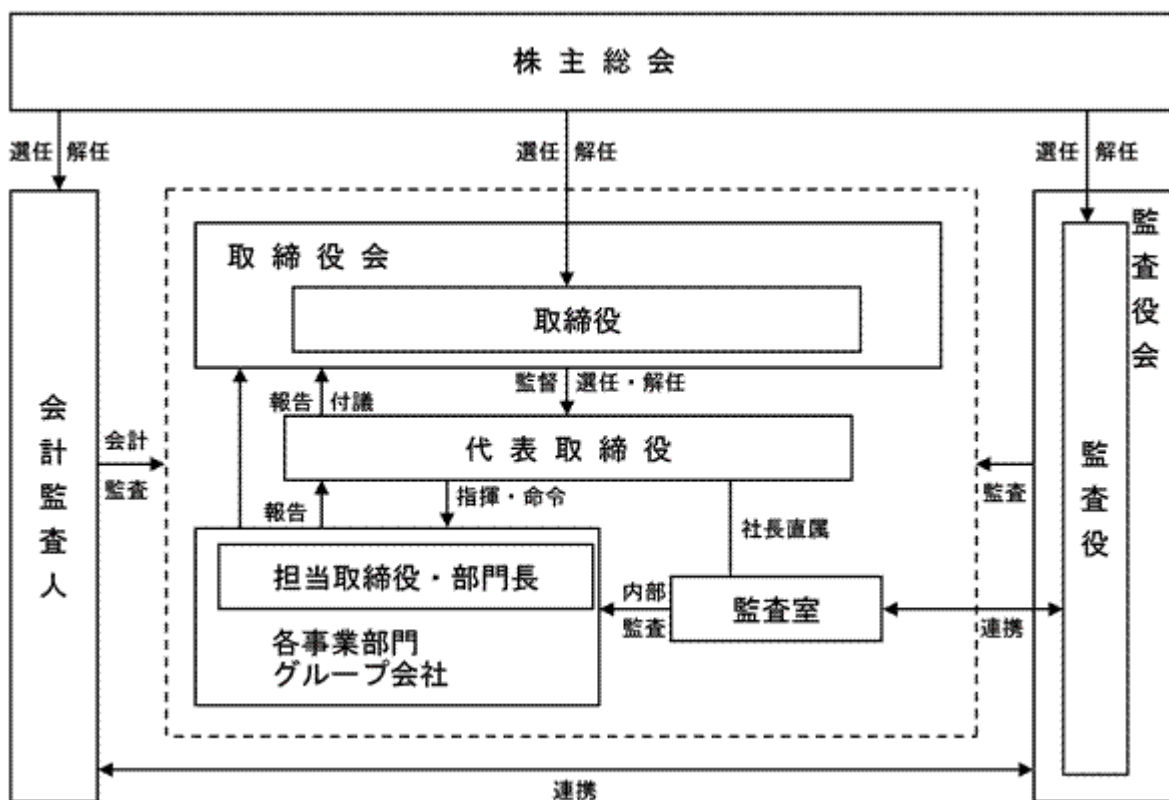 株主総会
選任 解任
選任 解任
選任 解任
取締役会
取締役
監督 選任・解任
報告 付議
代表取締役
会計
監査
会計監査人
監査役会
監査役
監査
報告
指揮・命令
社長直属
担当取締役・部門長
各事業部門
グループ会社
内部
監査
監査室
連携
連携